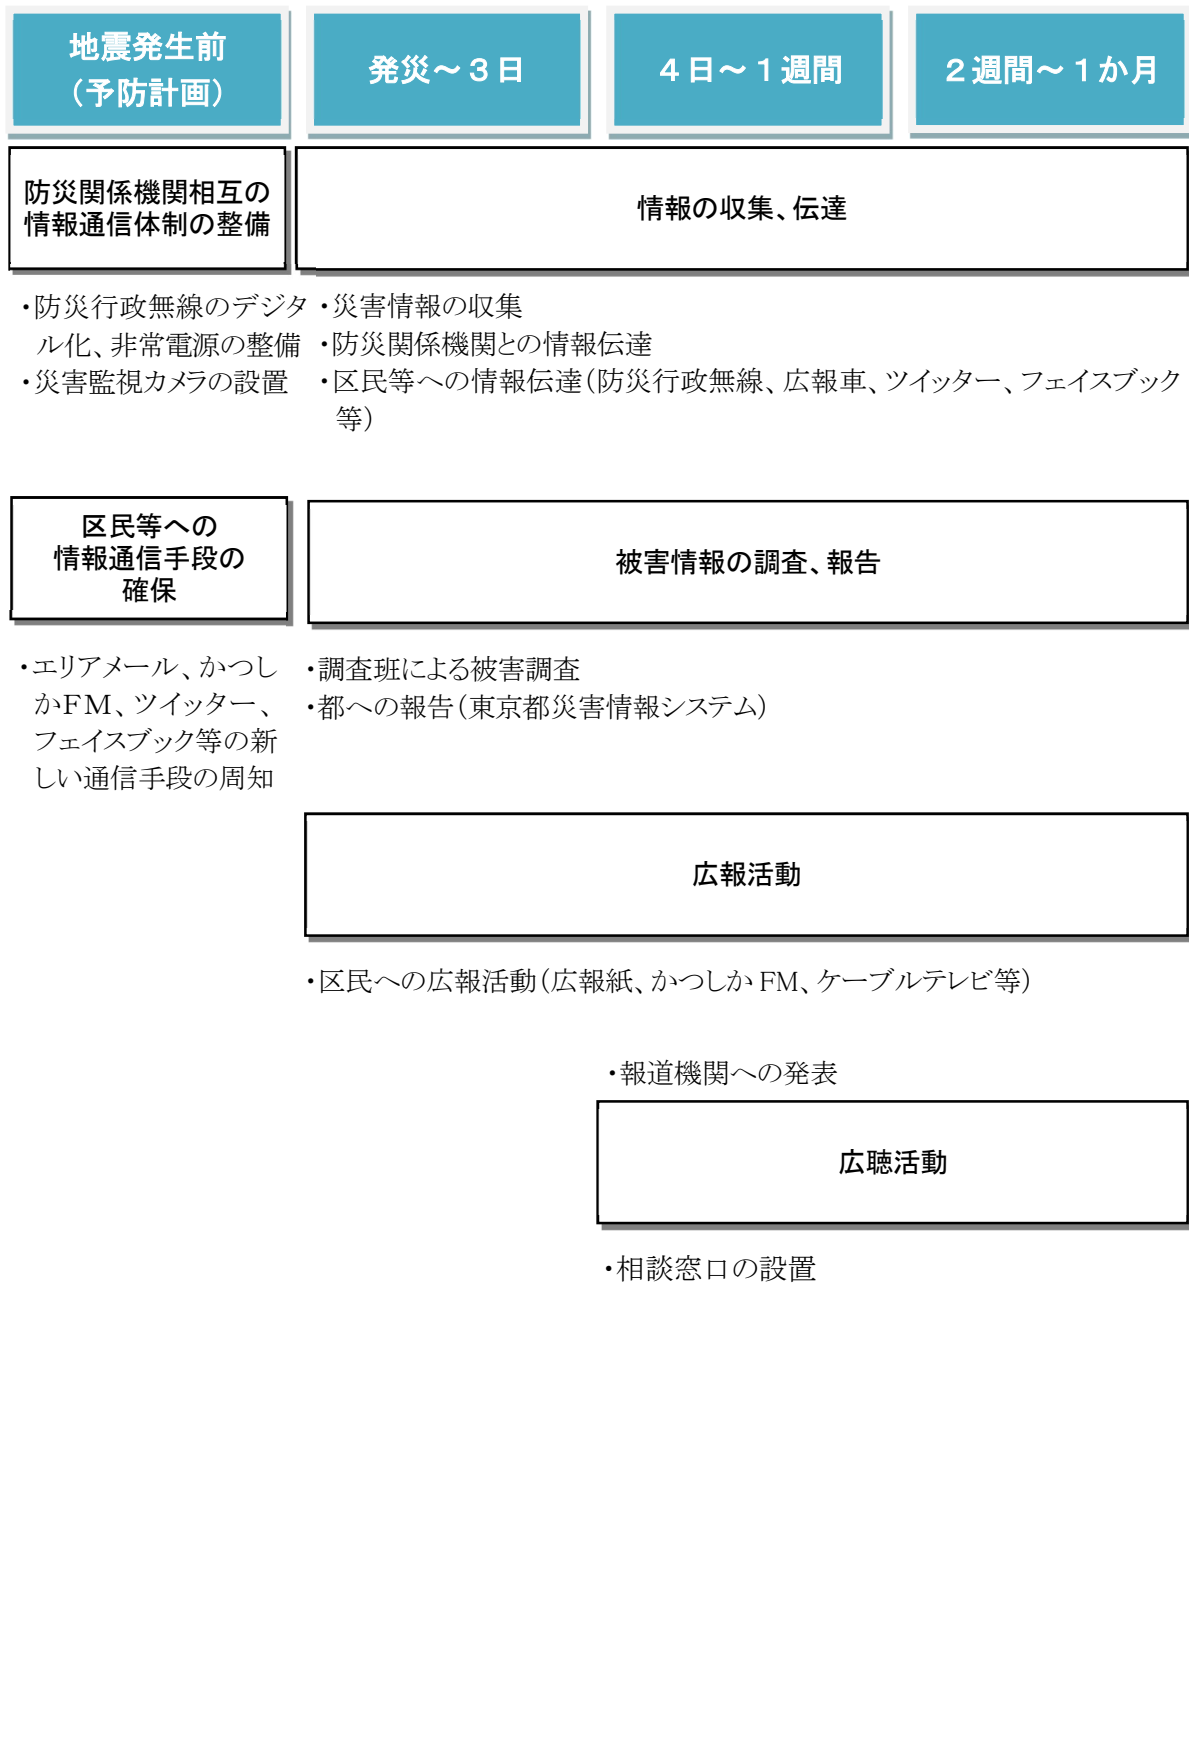 地震発生前
（予防計画）
発災～３日
４日～１週間
２週間～１か月
防災関係機関相互の
情報通信体制の整備
情報の収集、伝達
・防災行政無線のデジタ
ル化、非常電源の整備
・災害監視カメラの設置
・災害情報の収集
・防災関係機関との情報伝達
・区民等への情報伝達（防災行政無線、広報車、ツイッター、フェイスブック
等）
区民等への
情報通信手段の
確保
被害情報の調査、報告
・エリアメール、かつし
かＦＭ、ツイッター、
フェイスブック等の新
しい通信手段の周知
・調査班による被害調査
・都への報告（東京都災害情報システム）
広報活動
・区民への広報活動（広報紙、かつしか FM、ケーブルテレビ等）
・報道機関への発表
広聴活動
・相談窓口の設置